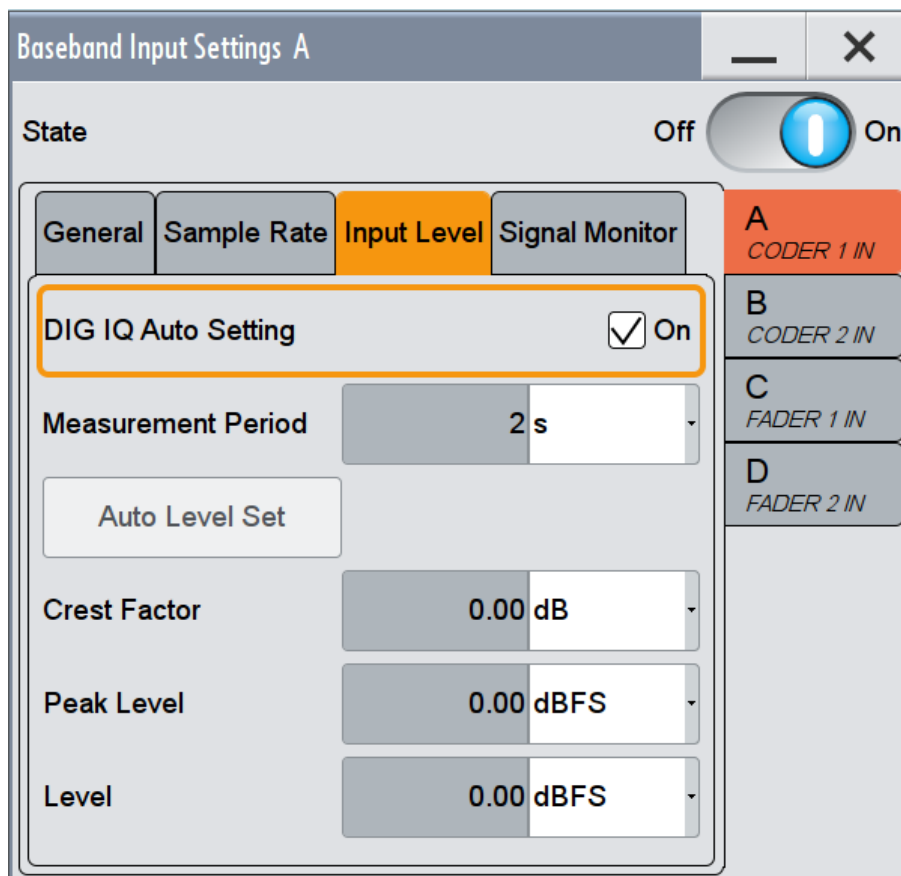 Baseband Input Settings A
State Off On
General Sample Rate Input Level Signal Monitor
DIG IQ Auto Setting On
Measurement Period 2 s
Auto Level Set
Crest Factor 0.00 dB
Peak Level 0.00 dBFS
Level 0.00 dBFS
A
CODER 1 IN
B
CODER 2 IN
C
FADER 1 IN
D
FADER 2 IN